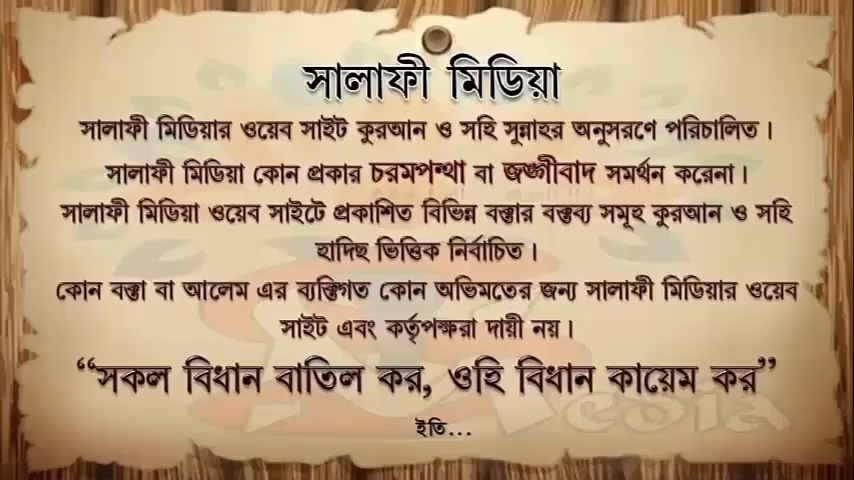 সালাফী মিডিয়া
সালাফী মিডিয়ার ওয়েব সাইট কুরআন ও সহি সুন্নাহর অনুসরণে পরিচালিত।
সালাফী মিডিয়া কোন প্রকার চরমপন্থা বা জঙ্গীবাদ সমর্থন করেনা।
সালাফী মিডিয়া ওয়েব সাইটে প্রকাশিত বিভিন্ন বক্তার বক্তব্য সমূহ কুরআন ও সহি
হাদিছ ভিত্তিক নির্বাচিত।
কোন বক্তা বা আলেম এর ব্যক্তিগত কোন অভিমতের জন্য সালাফী মিডিয়ার ওয়েব
সাইট এবং কর্তৃপক্ষরা দায়ী নয়।
“সকল বিধান বাতিল কর, ওহি বিধান কায়েম কর”
ইতি...